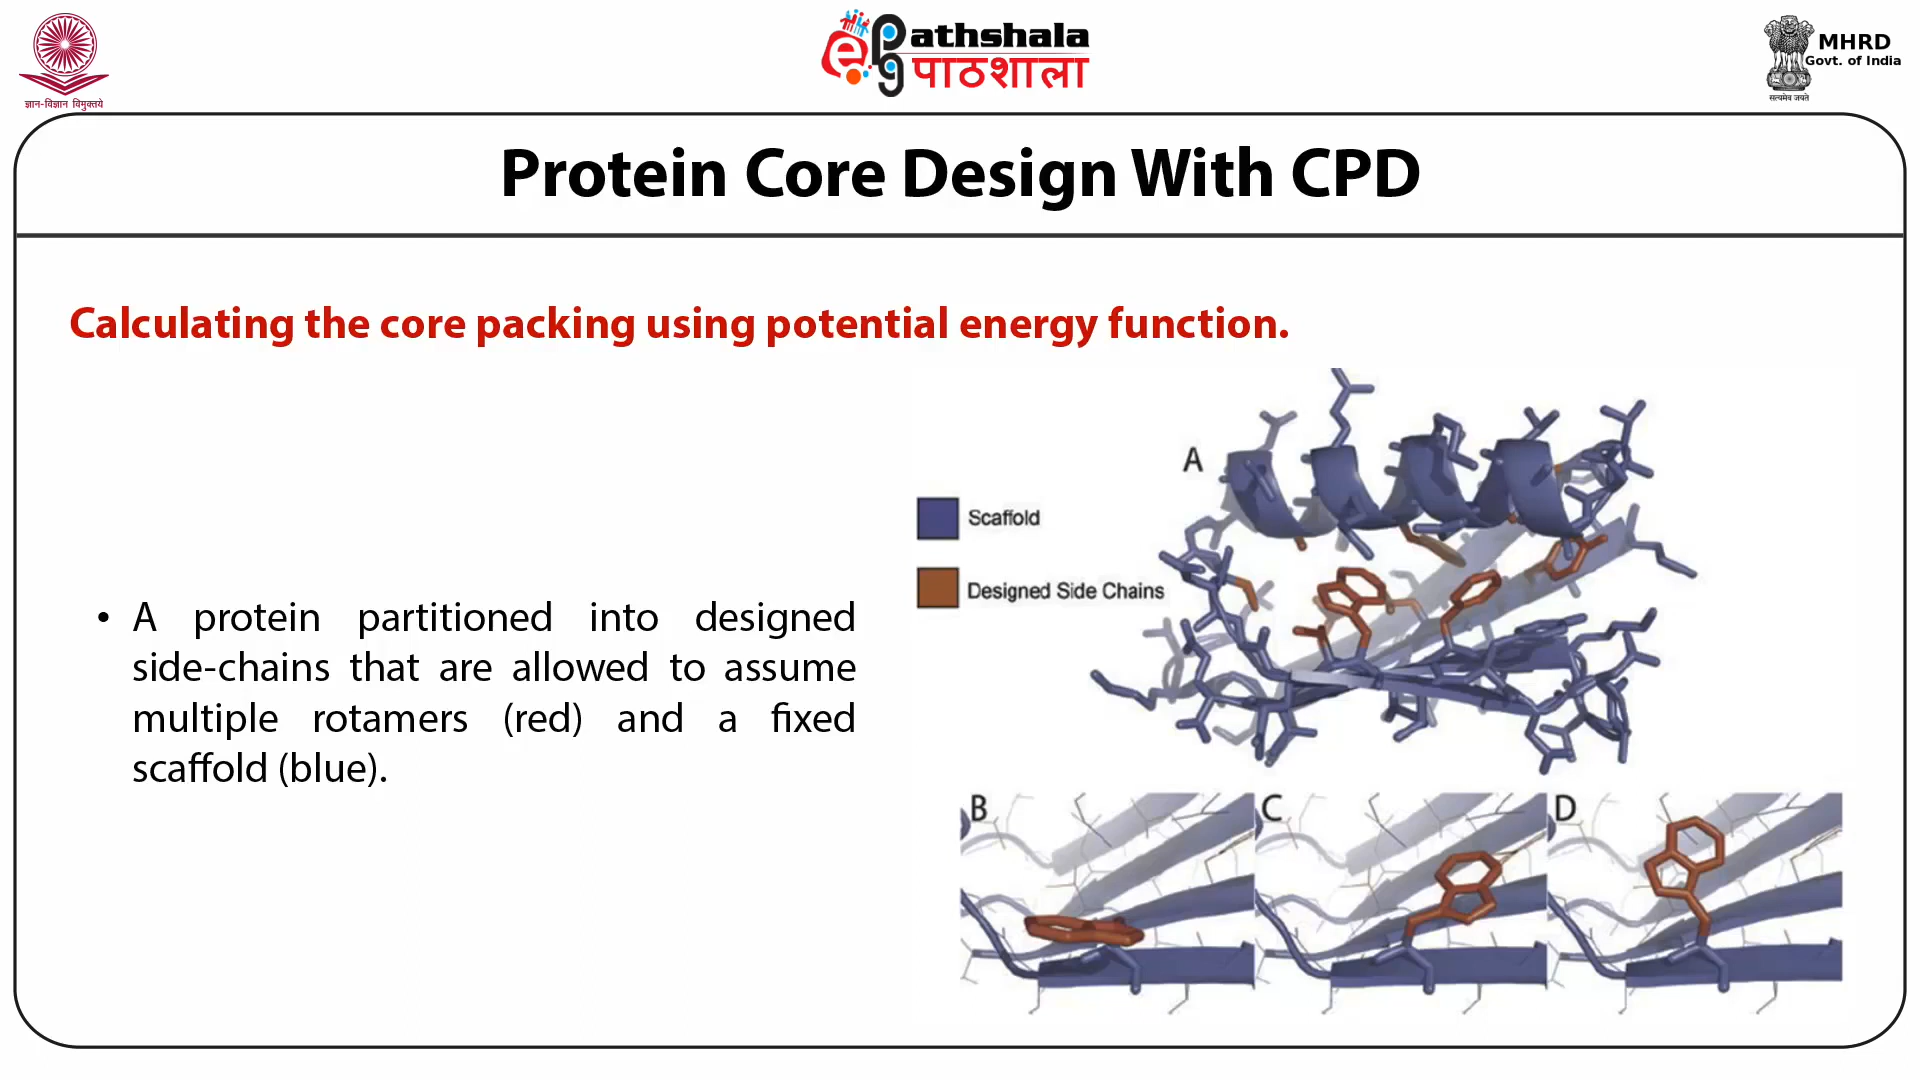 ज्ञान-विज्ञान विमुक्तये
ePathshala
पाठशाला
MHRD
Govt. of India
सत्यमेव जयते
Protein Core Design With CPD
Calculating the core packing using potential energy function.
• A protein partitioned into designed
side-chains that are allowed to assume
multiple rotamers (red) and a fixed
scaffold (blue).
A
Scaffold
Designed Side Chains
B
C
D